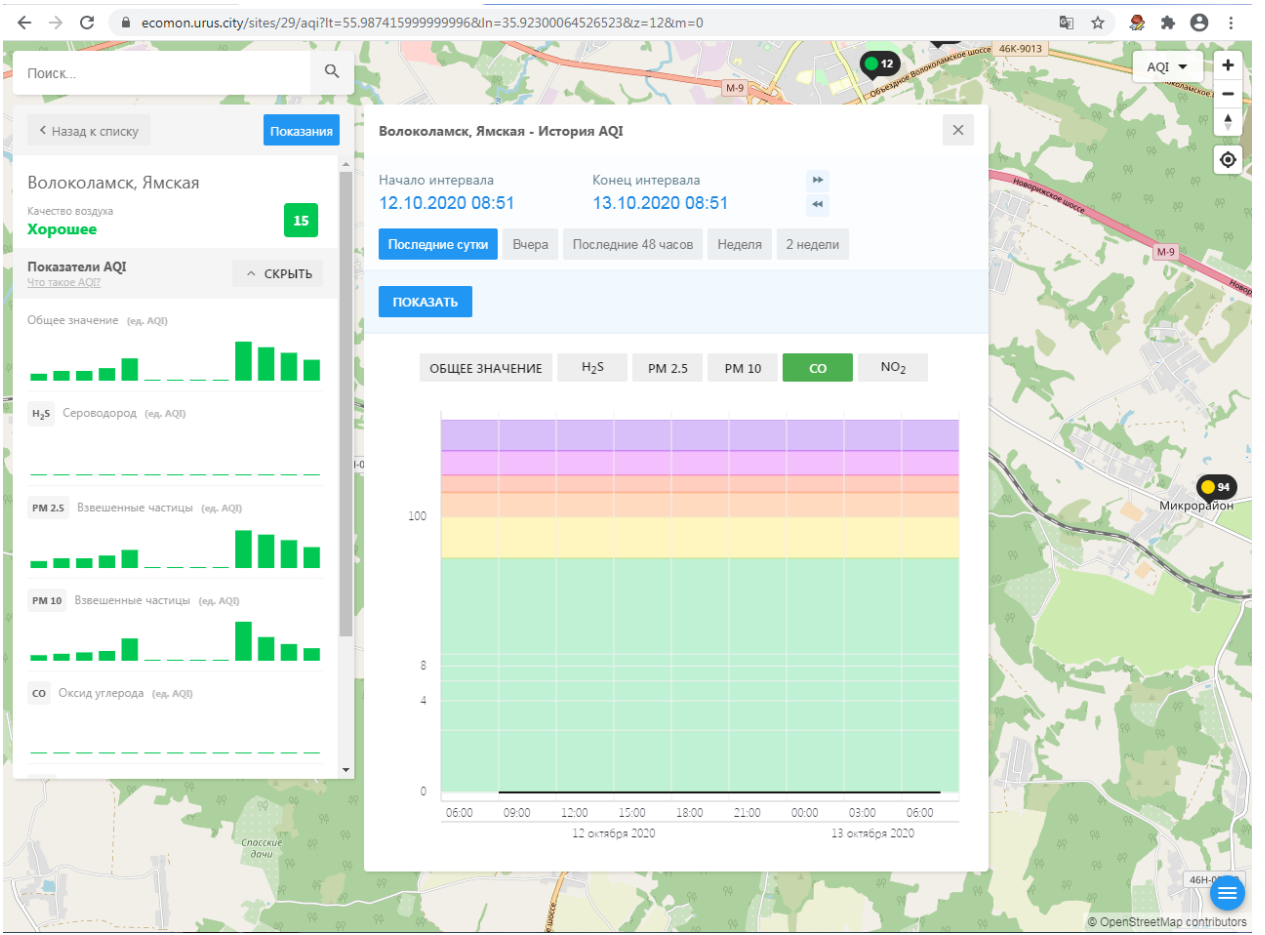 ecomon.urus.city/sites/29/aqi?lt=55.987415999999996&ln=35.92300064526523&z=12&m=0
Поиск...
Назад к списку
Показания
Волоколамск, Ямская
Качество воздуха
Хорошее
15
Показатели AQI
Что такое AQI?
СКРЫТЬ
Общее значение (ед. AQI)
H₂S Сероводород (ед. AQI)
PM 2.5 Взвешенные частицы (ед. AQI)
PM 10 Взвешенные частицы (ед. AQI)
CO Оксид углерода (ед. AQI)
Волоколамск, Ямская - История AQI
Начало интервала
12.10.2020 08:51
Конец интервала
13.10.2020 08:51
Последние сутки
Вчера
Последние 48 часов
Неделя
2 недели
ПОКАЗАТЬ
ОБЩЕЕ ЗНАЧЕНИЕ
H₂S
PM 2.5
PM 10
CO
NO₂
100
8
4
0
06:00 09:00 12:00 15:00 18:00 21:00 00:00 03:00 06:00
12 октября 2020 13 октября 2020
12
Объездное Волоколамское шоссе
46К-9013
М-9
AQI
+
−
Новорижское шоссе
М-9
94
Микрорайон
Спасские
дачи
© OpenStreetMap contributors